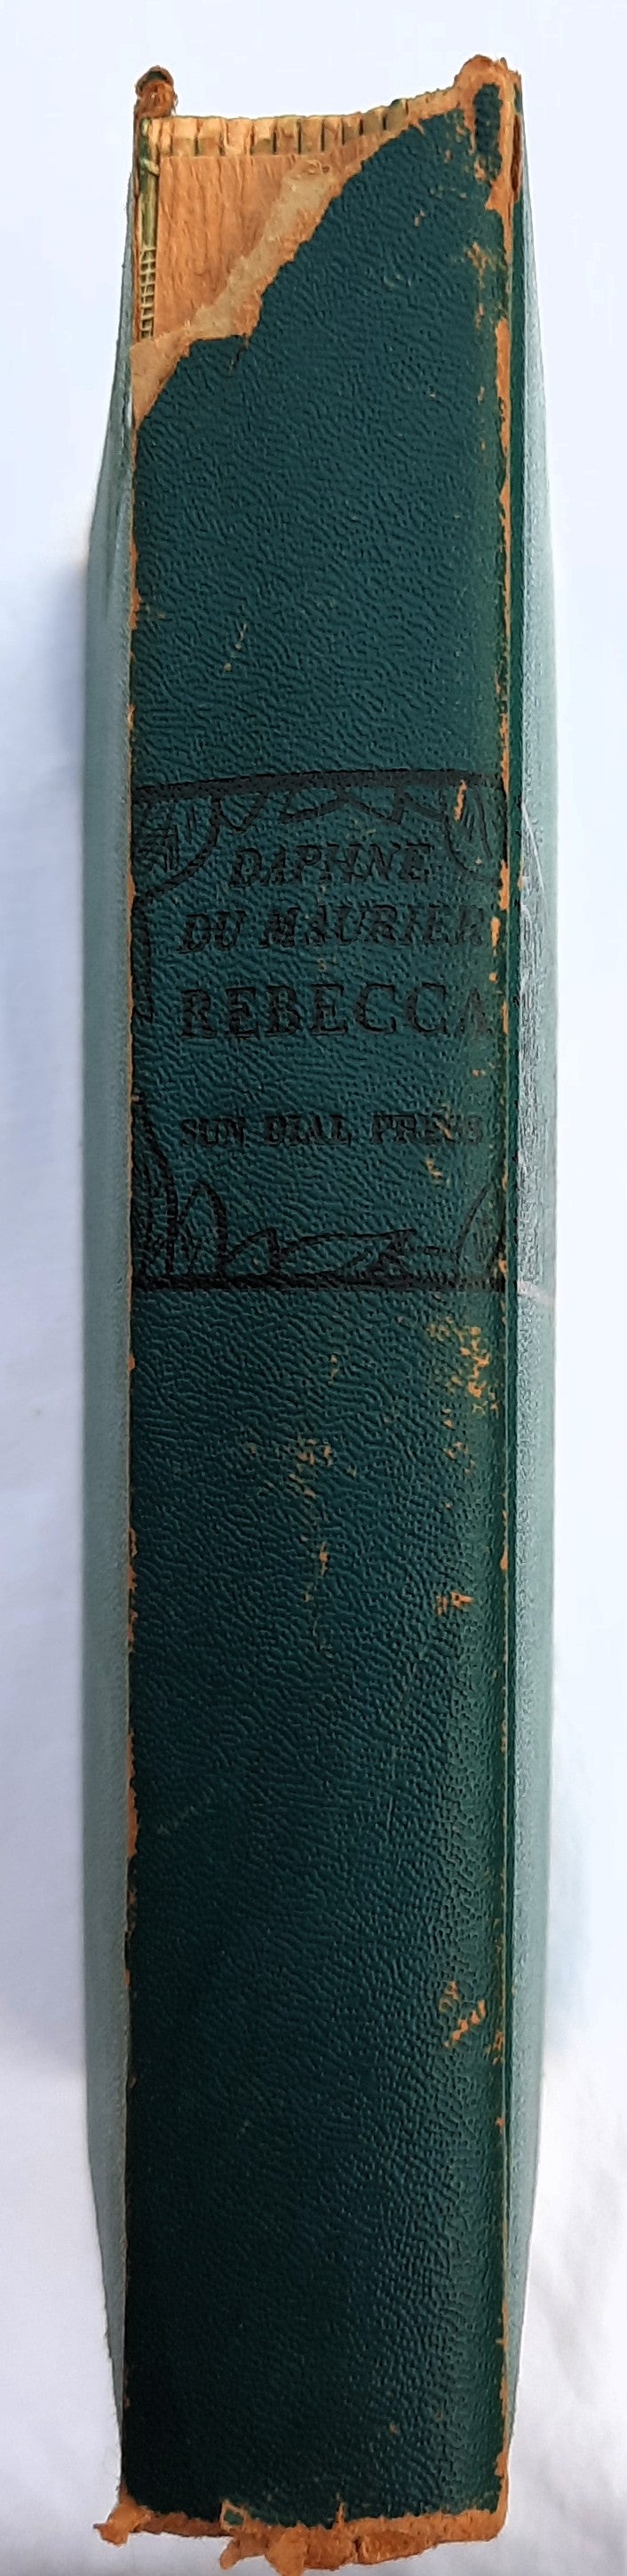 DAPHNE
DU MAURIER
REBECCA
SUN DIAL PRESS